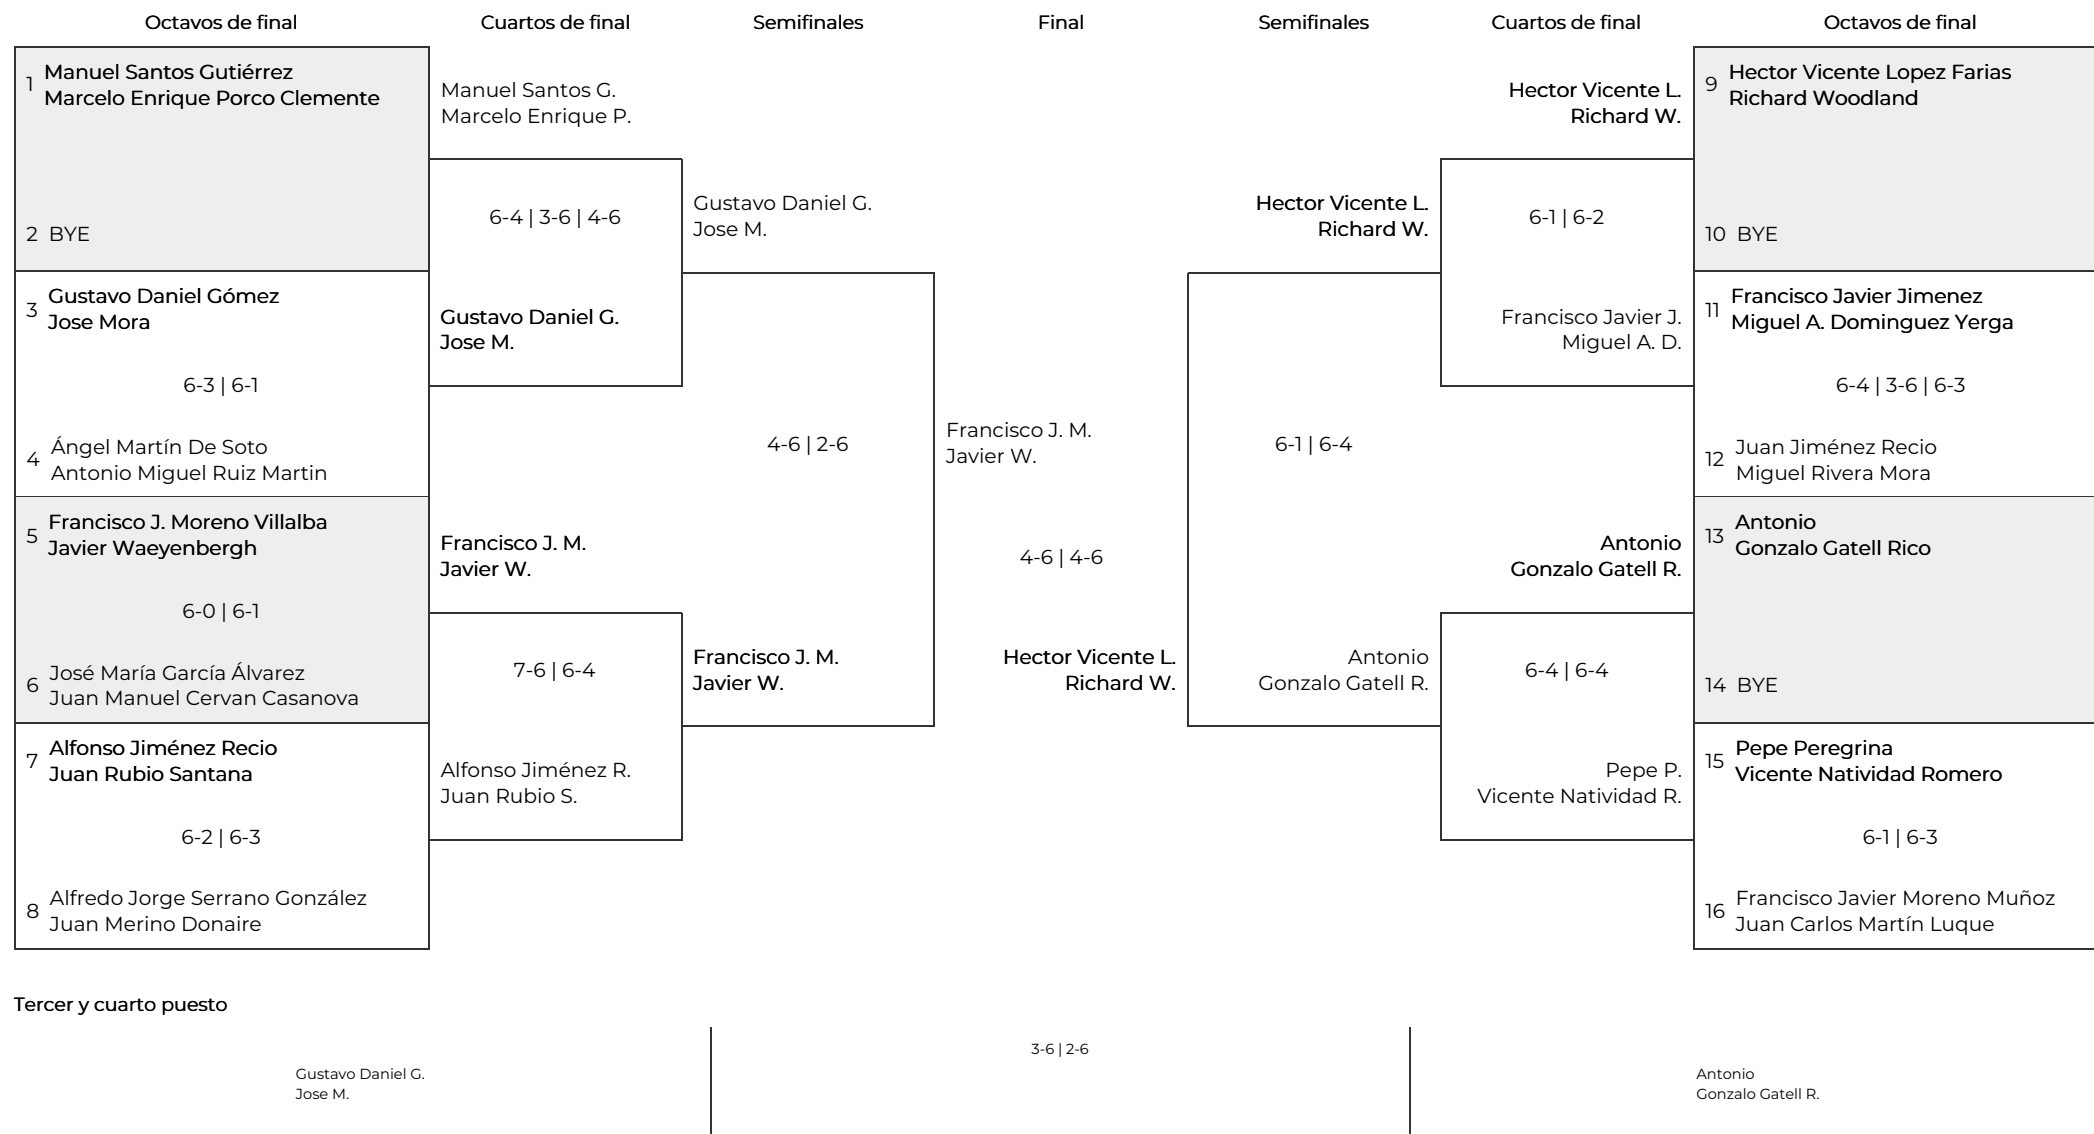 Octavos de final
Cuartos de final
Semifinales
Final
Semifinales
Cuartos de final
Octavos de final
1 Manuel Santos Gutiérrez
Marcelo Enrique Porco Clemente
2 BYE
3 Gustavo Daniel Gómez
Jose Mora
6-3 | 6-1
4 Ángel Martín De Soto
Antonio Miguel Ruiz Martin
5 Francisco J. Moreno Villalba
Javier Waeyenbergh
6-0 | 6-1
6 José María García Álvarez
Juan Manuel Cervan Casanova
7 Alfonso Jiménez Recio
Juan Rubio Santana
6-2 | 6-3
8 Alfredo Jorge Serrano González
Juan Merino Donaire
Manuel Santos G.
Marcelo Enrique P.
6-4 | 3-6 | 4-6
Gustavo Daniel G.
Jose M.
Francisco J. M.
Javier W.
7-6 | 6-4
Alfonso Jiménez R.
Juan Rubio S.
Gustavo Daniel G.
Jose M.
4-6 | 2-6
Francisco J. M.
Javier W.
Francisco J. M.
Javier W.
4-6 | 4-6
Hector Vicente L.
Richard W.
Hector Vicente L.
Richard W.
6-1 | 6-4
Antonio
Gonzalo Gatell R.
Hector Vicente L.
Richard W.
6-1 | 6-2
Francisco Javier J.
Miguel A. D.
Antonio
Gonzalo Gatell R.
6-4 | 6-4
Pepe P.
Vicente Natividad R.
9 Hector Vicente Lopez Farias
Richard Woodland
10 BYE
11 Francisco Javier Jimenez
Miguel A. Dominguez Yerga
6-4 | 3-6 | 6-3
12 Juan Jiménez Recio
Miguel Rivera Mora
13 Antonio
Gonzalo Gatell Rico
14 BYE
15 Pepe Peregrina
Vicente Natividad Romero
6-1 | 6-3
16 Francisco Javier Moreno Muñoz
Juan Carlos Martín Luque
Tercer y cuarto puesto
Gustavo Daniel G.
Jose M.
3-6 | 2-6
Antonio
Gonzalo Gatell R.